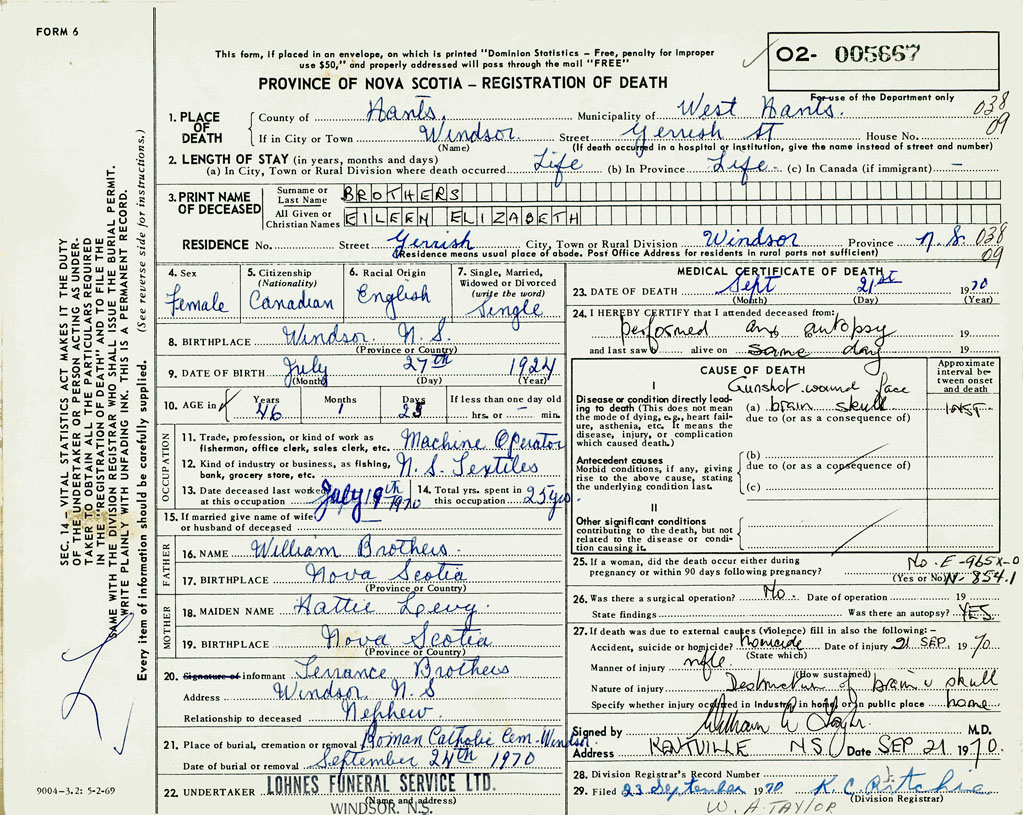 FORM 6
This form, if placed in an envelope, on which is printed "Dominion Statistics – Free, penalty for improper
use $50," and properly addressed will pass through the mail "FREE"
O2- 005667
PROVINCE OF NOVA SCOTIA – REGISTRATION OF DEATH
For use of the Department only
1. PLACE OF DEATH
County of Hants. Municipality of West Hants. 038
If in City or Town Windsor Street Gerrish St House No. 09
(Name) (If death occurred in a hospital or institution, give the name instead of street and number)
2. LENGTH OF STAY (in years, months and days)
(a) In City, Town or Rural Division where death occurred Life (b) In Province Life (c) In Canada (if immigrant) –
3. PRINT NAME OF DECEASED
Surname or Last Name BROTHERS
All Given or Christian Names EILEEN ELIZABETH
RESIDENCE No. Street Gerrish City, Town or Rural Division Windsor Province N.S. 038
(Residence means usual place of abode. Post Office Address for residents in rural parts not sufficient) 09
4. Sex
Female
5. Citizenship
(Nationality)
Canadian
6. Racial Origin
English
7. Single, Married,
Widowed or Divorced
(write the word)
Single
8. BIRTHPLACE Windsor N.S.
(Province or Country)
9. DATE OF BIRTH July 27th 1924
(Month) (Day) (Year)
10. AGE in Years Months Days If less than one day old
46 1 25 hrs. or – min.
OCCUPATION
11. Trade, profession, or kind of work as
fisherman, office clerk, sales clerk, etc. Machine Operator
12. Kind of industry or business, as fishing,
bank, grocery store, etc. N.S. Textiles
13. Date deceased last worked
at this occupation July 19th 1970
14. Total yrs. spent in
this occupation 25 yrs
15. If married give name of wife
or husband of deceased
FATHER
16. NAME William Brothers
17. BIRTHPLACE Nova Scotia
(Province or Country)
MOTHER
18. MAIDEN NAME Hattie Levy
19. BIRTHPLACE Nova Scotia
(Province or Country)
20. Signature of informant Terrance Brothers
Address Windsor N.S
Relationship to deceased Nephew
21. Place of burial, cremation or removal Roman Catholic Cem-Windsor
Date of burial or removal September 24th 1970
22. UNDERTAKER LOHNES FUNERAL SERVICE LTD.
(Name and address)
WINDSOR. N.S.
MEDICAL CERTIFICATE OF DEATH
23. DATE OF DEATH Sept 21st 1970
(Month) (Day) (Year)
24. I HEREBY CERTIFY that I attended deceased from:
performed an autopsy 19
and last saw alive on same day 19
CAUSE OF DEATH
Approximate
interval be-
tween onset
and death
I
Disease or condition directly lead-
ing to death (This does not mean
the mode of dying, e.g., heart fail-
ure, asthenia, etc. It means the
disease, injury, or complication
which caused death.)
Gunshot wound face
(a) brain skull INST.
due to (or as a consequence of)
Antecedent causes
Morbid conditions, if any, giving
rise to the above cause, stating
the underlying condition last.
(b)
due to (or as a consequence of)
(c)
II
Other significant conditions
contributing to the death, but not
related to the disease or condi-
tion causing it.
25. If a woman, did the death occur either during
pregnancy or within 90 days following pregnancy? No. E-965x-0
(Yes or No) N-854.1
26. Was there a surgical operation? No. Date of operation 19
State findings Was there an autopsy? YES
27. If death was due to external causes (Violence) fill in also the following: –
Accident, suicide or homicide? homicide Date of injury 21 SEP. 1970
(State which)
Manner of injury rifle
(How sustained)
Nature of injury Destruction of brain & skull
Specify whether injury occurred in Industry, in home, or in public place home
Signed by William A Taylor. M.D.
Address KENTVILLE N.S. Date SEP 21 1970.
28. Division Registrar's Record Number
29. Filed 23 September 1970 K.C. Ritchie
(Division Registrar)
W. A. TAYLOR
SEC. 14 – VITAL STATISTICS ACT MAKES IT THE DUTY
OF THE UNDERTAKER OR PERSON ACTING AS UNDER-
TAKER TO OBTAIN ALL THE PARTICULARS REQUIRED
IN THE "REGISTRATION OF DEATH" AND TO FILE THE
SAME WITH THE DIVISION REGISTRAR WHO SHALL ISSUE THE BURIAL PERMIT.
WRITE PLAINLY WITH UNFADING INK. THIS IS A PERMANENT RECORD.
Every item of information should be carefully supplied. (See reverse side for instructions.)
9004-3.2: 5-2-69